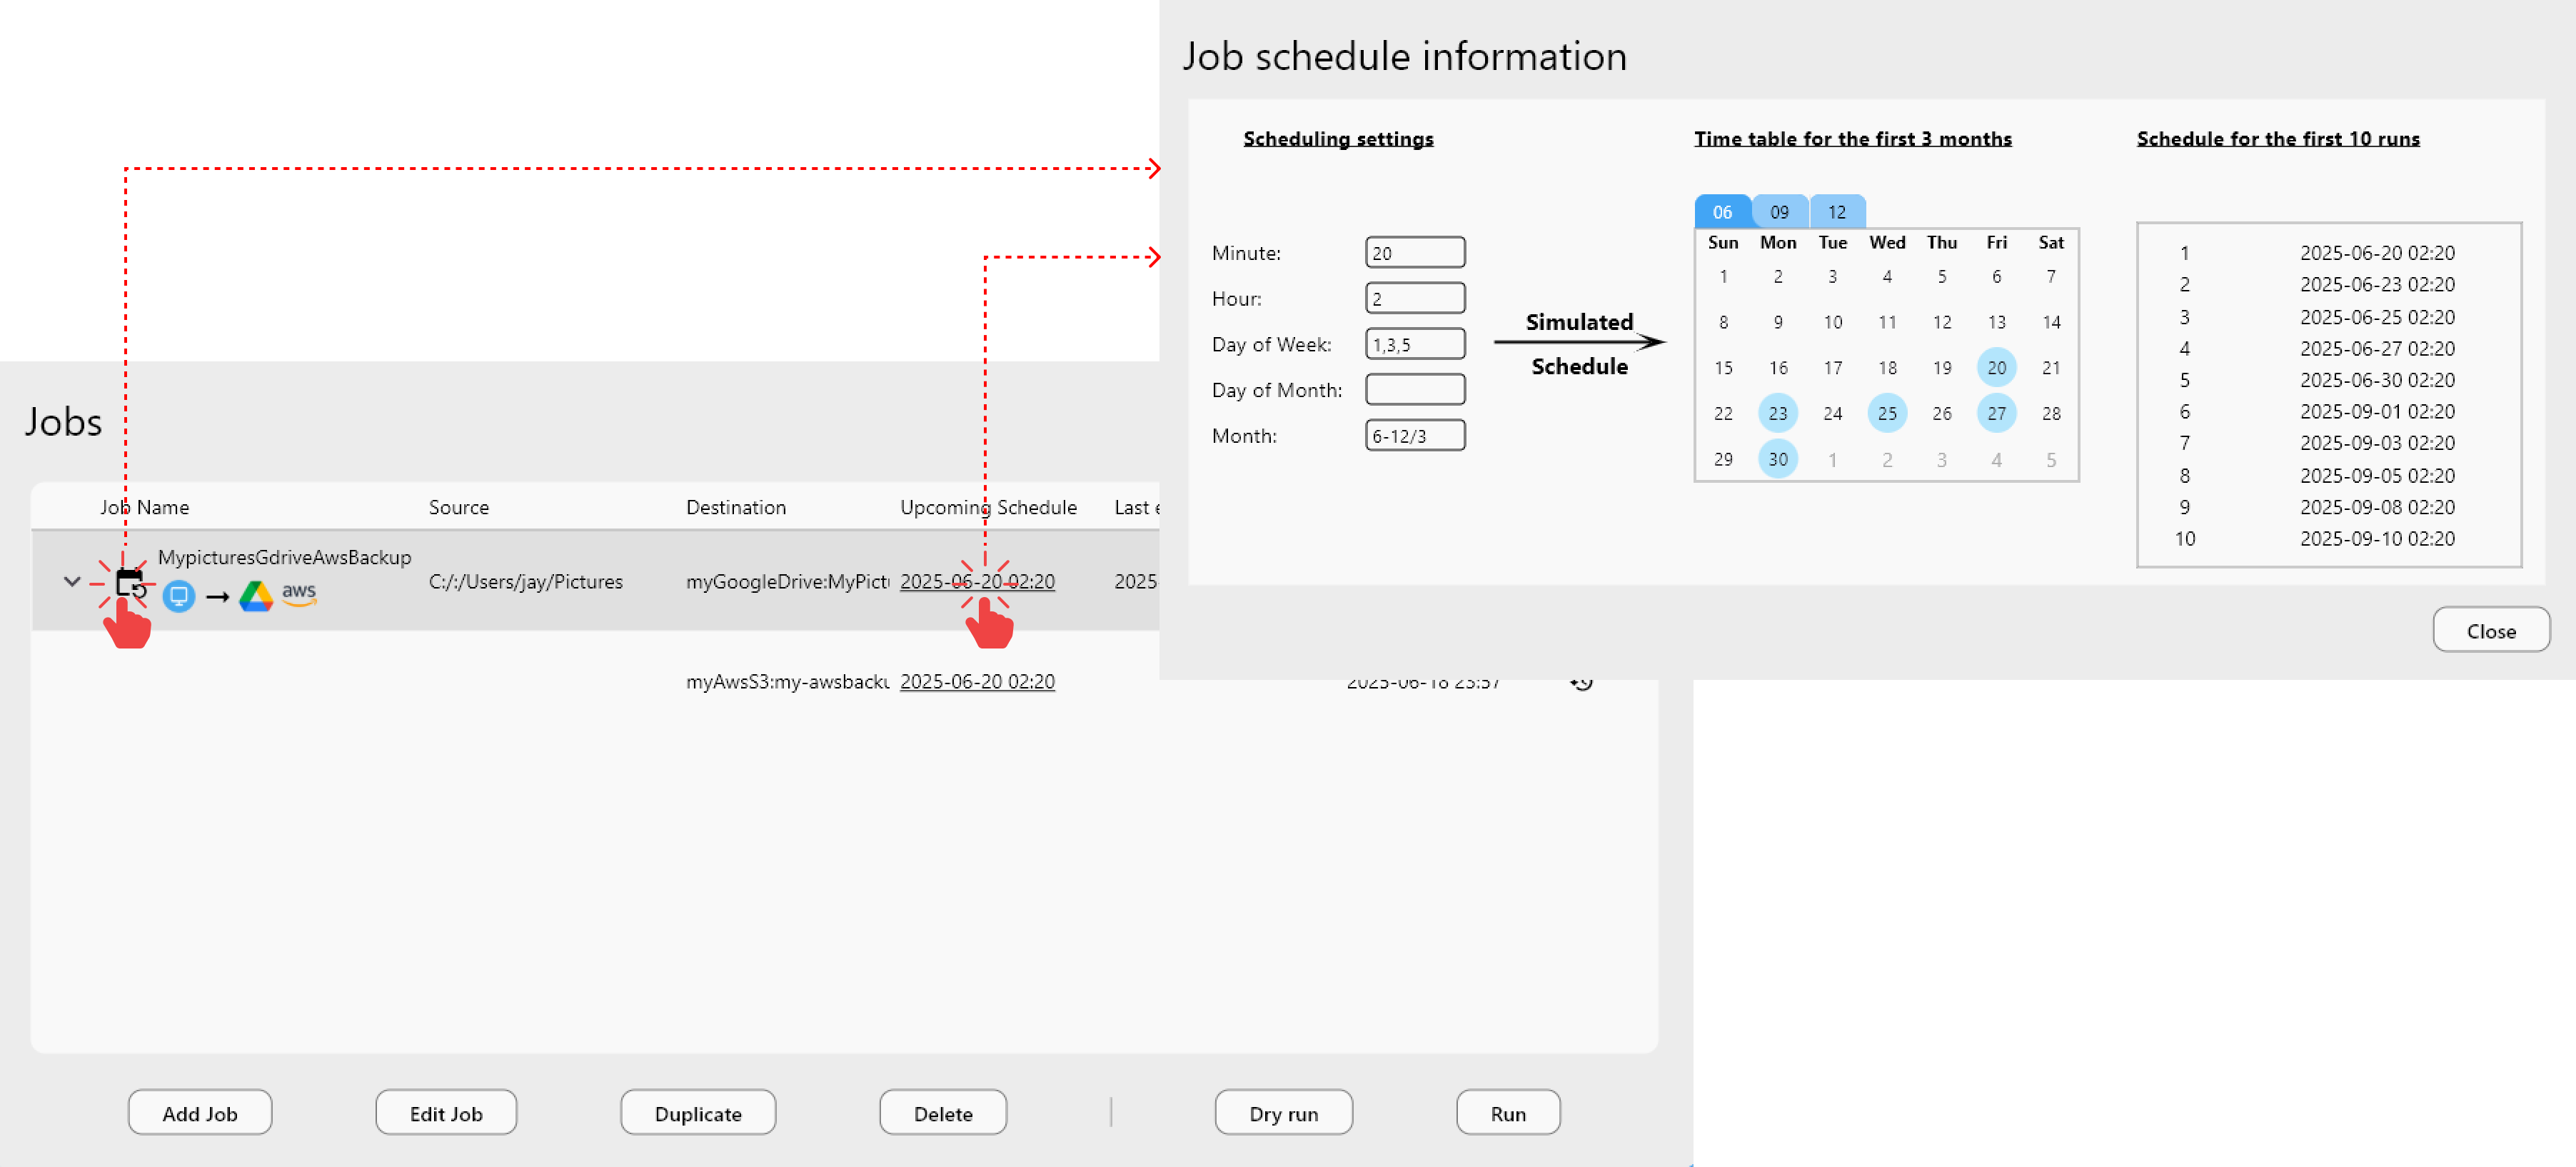 Job schedule information
Scheduling settings
Time table for the first 3 months
Schedule for the first 10 runs
Minute: 20
Hour: 2
Day of Week: 1,3,5
Day of Month:
Month: 6-12/3
Simulated
Schedule
06 09 12
Sun Mon Tue Wed Thu Fri Sat
1 2 3 4 5 6 7
8 9 10 11 12 13 14
15 16 17 18 19 20 21
22 23 24 25 26 27 28
29 30 1 2 3 4 5
1 2025-06-20 02:20
2 2025-06-23 02:20
3 2025-06-25 02:20
4 2025-06-27 02:20
5 2025-06-30 02:20
6 2025-09-01 02:20
7 2025-09-03 02:20
8 2025-09-05 02:20
9 2025-09-08 02:20
10 2025-09-10 02:20
Close
Jobs
Job Name Source Destination Upcoming Schedule Last
MypicturesGdriveAwsBackup
aws
C:/:/Users/jay/Pictures myGoogleDrive:MyPict 2025-06-20 02:20 2025
myAwsS3:my-awsback 2025-06-20 02:20 2025-06-18 23:57
Add Job Edit Job Duplicate Delete Dry run Run